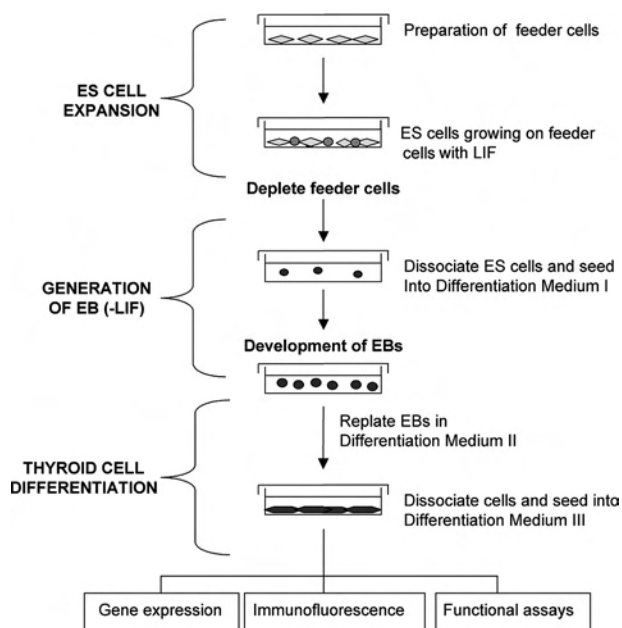 Preparation of feeder cells
ES CELL
EXPANSION
ES cells growing on feeder
cells with LIF
Deplete feeder cells
Dissociate ES cells and seed
Into Differentiation Medium I
GENERATION
OF EB (-LIF)
Development of EBs
Replate EBs in
Differentiation Medium II
THYROID CELL
DIFFERENTIATION
Dissociate cells and seed into
Differentiation Medium III
Gene expression
Immunofluorescence
Functional assays